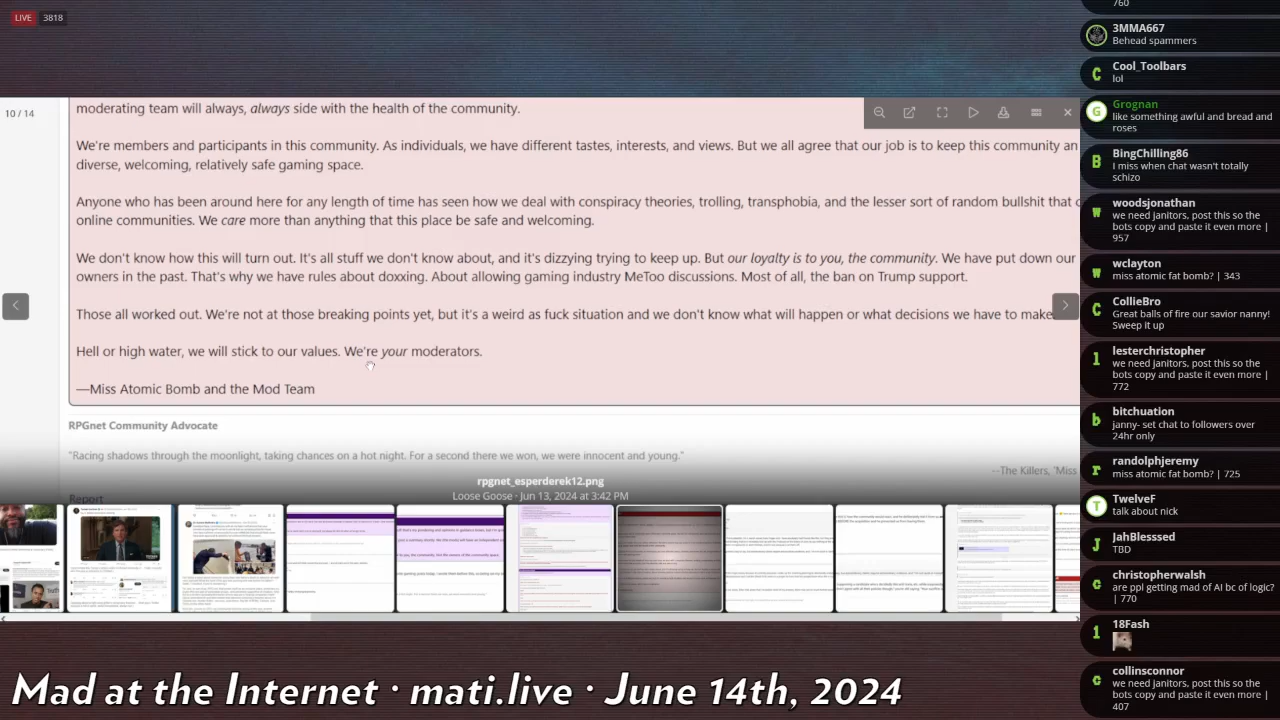 LIVE 3818
10 / 14
moderating team will always, always side with the health of the community.
We're members and participants in this community. As individuals, we have different tastes, interests, and views. But we all agree that our job is to keep this community an
diverse, welcoming, relatively safe gaming space.
Anyone who has been around here for any length of time has seen how we deal with conspiracy theories, trolling, transphobia, and the lesser sort of random bullshit that
online communities. We care more than anything that this place be safe and welcoming.
We don't know how this will turn out. It's all stuff we don't know about, and it's dizzying trying to keep up. But our loyalty is to you, the community. We have put down our
owners in the past. That's why we have rules about doxxing. About allowing gaming industry MeToo discussions. Most of all, the ban on Trump support.
Those all worked out. We're not at those breaking points yet, but it's a weird as fuck situation and we don't know what will happen or what decisions we have to make
Hell or high water, we will stick to our values. We're your moderators.
—Miss Atomic Bomb and the Mod Team
RPGnet Community Advocate
"Racing shadows through the moonlight, taking chances on a hot night. For a second there we won, we were innocent and young."
--The Killers, 'Miss
Report
rpgnet_esperderek12.png
Loose Goose · Jun 13, 2024 at 3:42 PM
Mad at the Internet · mati.live · June 14th, 2024
760
3MMA667
Behead spammers
Cool_Toolbars
lol
Grognan
like something awful and bread and
roses
BingChilling86
I miss when chat wasn't totally
schizo
woodsjonathan
we need janitors, post this so the
bots copy and paste it even more |
957
wclayton
miss atomic fat bomb? | 343
CollieBro
Great balls of fire our savior nanny!
Sweep it up
lesterchristopher
we need janitors, post this so the
bots copy and paste it even more |
772
bitchuation
janny- set chat to followers over
24hr only
randolphjeremy
miss atomic fat bomb? | 725
TwelveF
talk about nick
JahBlesssed
TBD
christopherwalsh
are ppl getting mad of AI bc of logic?
| 770
18Fash
collinsconnor
we need janitors, post this so the
bots copy and paste it even more |
407